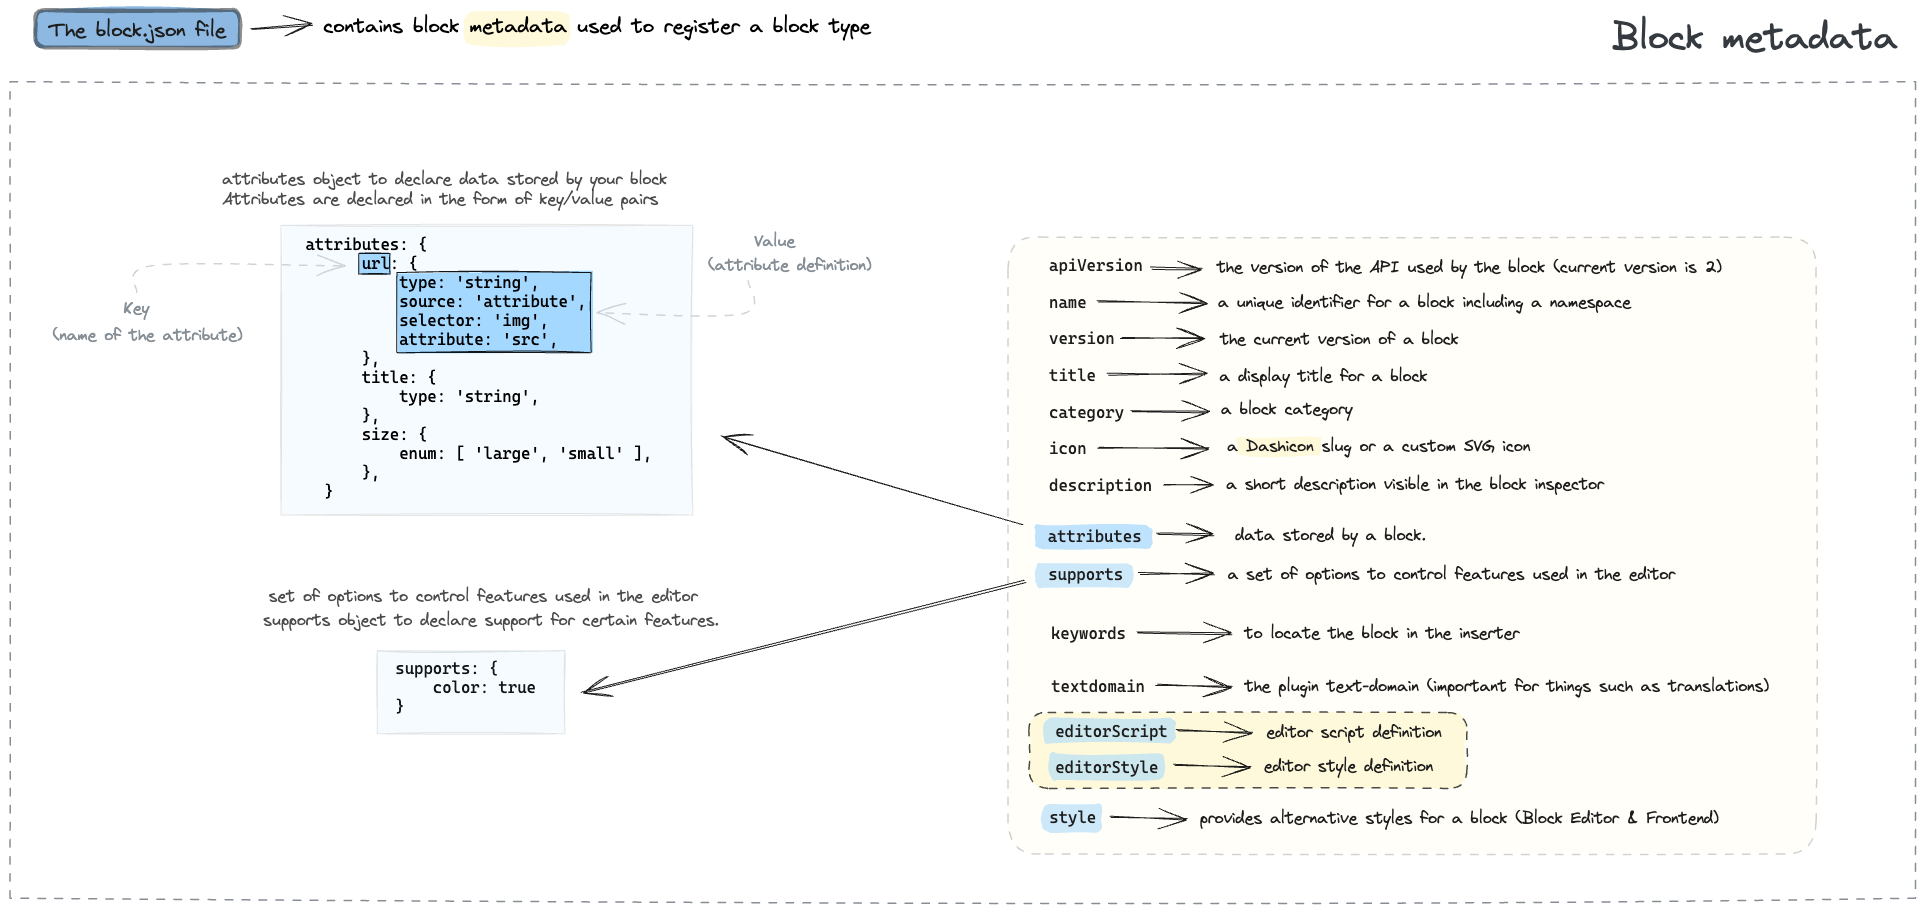 The block.json file
contains block metadata used to register a block type
Block metadata
attributes object to declare data stored by your block
Attributes are declared in the form of key/value pairs
attributes: {
url: {
type: 'string',
source: 'attribute',
selector: 'img',
attribute: 'src',
},
title: {
type: 'string',
},
size: {
enum: [ 'large', 'small' ],
},
}
Key
(name of the attribute)
Value
(attribute definition)
set of options to control features used in the editor
supports object to declare support for certain features.
supports: {
color: true
}
apiVersion the version of the API used by the block (current version is 2)
name a unique identifier for a block including a namespace
version the current version of a block
title a display title for a block
category a block category
icon a Dashicon slug or a custom SVG icon
description a short description visible in the block inspector
attributes data stored by a block.
supports a set of options to control features used in the editor
keywords to locate the block in the inserter
textdomain the plugin text-domain (important for things such as translations)
editorScript editor script definition
editorStyle editor style definition
style provides alternative styles for a block (Block Editor & Frontend)